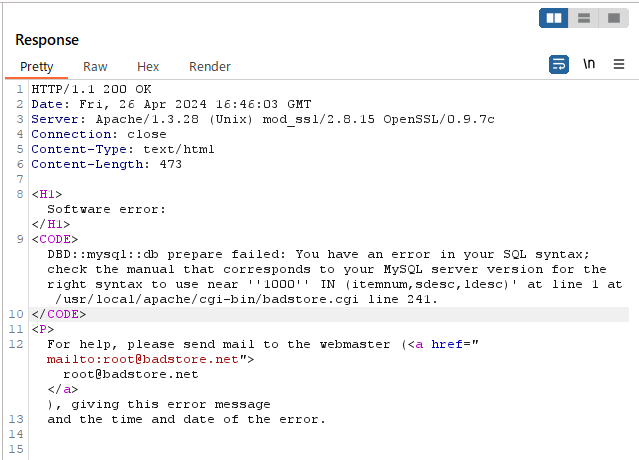 Response
Pretty Raw Hex Render \n
1 HTTP/1.1 200 OK
2 Date: Fri, 26 Apr 2024 16:46:03 GMT
3 Server: Apache/1.3.28 (Unix) mod_ssl/2.8.15 OpenSSL/0.9.7c
4 Connection: close
5 Content-Type: text/html
6 Content-Length: 473
7
8 <H1>
Software error:
</H1>
9 <CODE>
DBD::mysql::db prepare failed: You have an error in your SQL syntax;
check the manual that corresponds to your MySQL server version for the
right syntax to use near ''1000'' IN (itemnum,sdesc,ldesc)' at line 1 at
/usr/local/apache/cgi-bin/badstore.cgi line 241.
10 </CODE>
11 <P>
12 For help, please send mail to the webmaster (<a href="
mailto:root@badstore.net">
root@badstore.net
</a>
), giving this error message
13 and the time and date of the error.
14
15